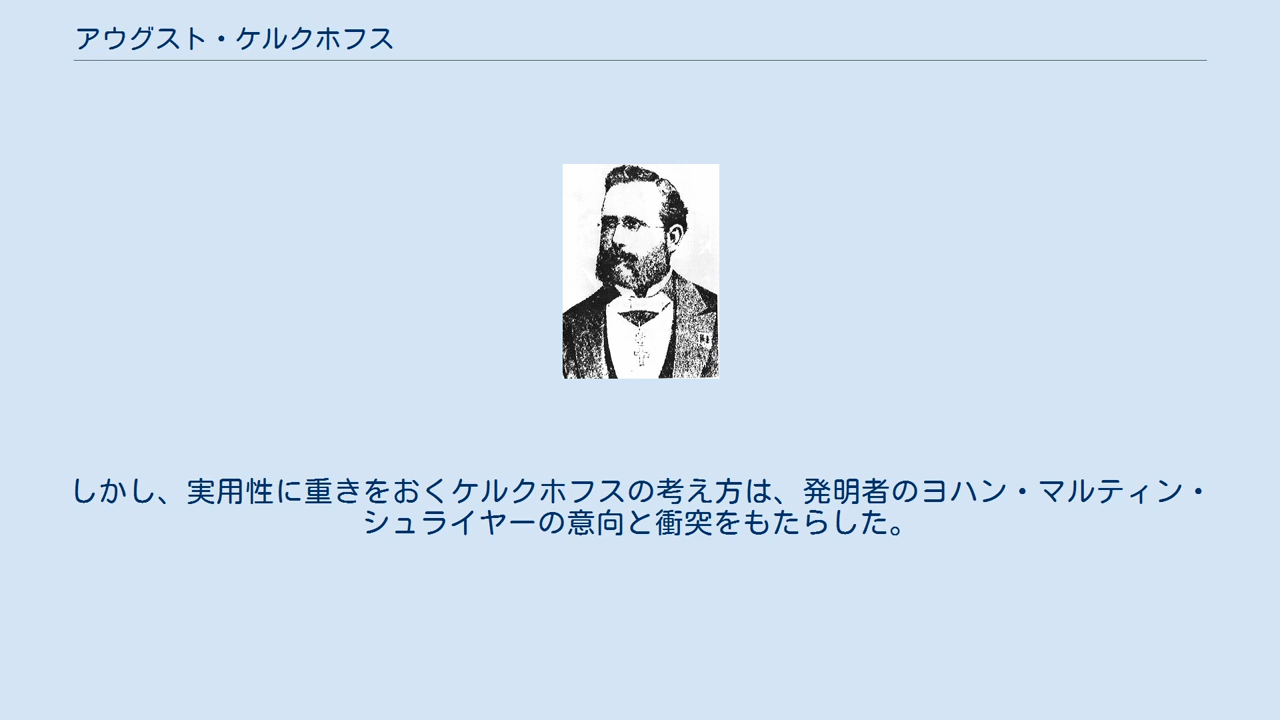 アウグスト・ケルクホフス
しかし、実用性に重きをおくケルクホフスの考え方は、発明者のヨハン・マルティン・
シュライヤーの意向と衝突をもたらした。